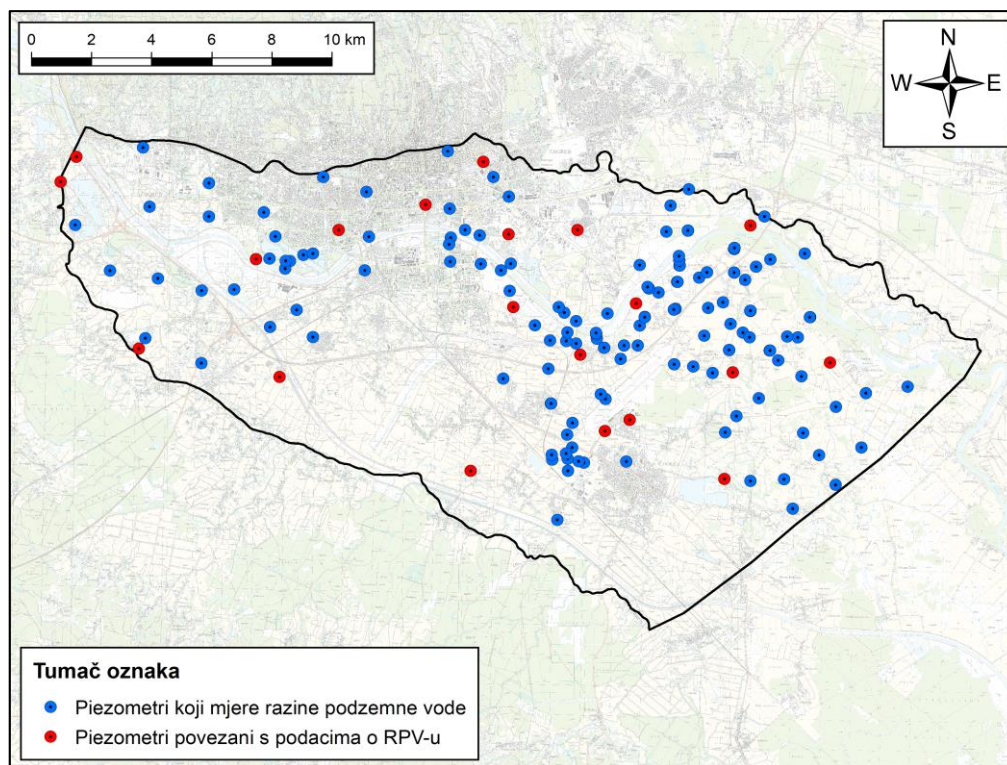 0 2 4 6 8 10 km
N
W E
S
Tumač oznaka
Piezometri koji mjere razine podzemne vode
Piezometri povezani s podacima o RPV-u